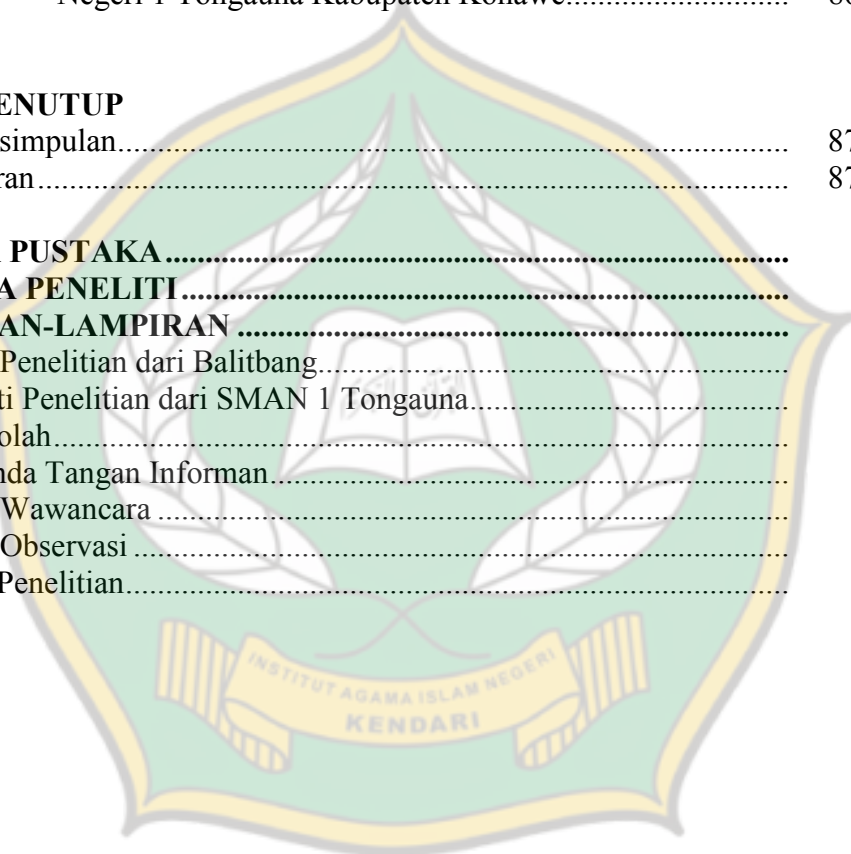 Negeri 1 Tongauna Kabupaten Konawe
ENUTUP
simpulan 87
ran 87
PUSTAKA
A PENELITI
AN-LAMPIRAN
Penelitian dari Balitbang
ti Penelitian dari SMAN 1 Tongauna
olah
nda Tangan Informan
Wawancara
Observasi
Penelitian
INSTITUT AGAMA ISLAM NEGERI
KENDARI